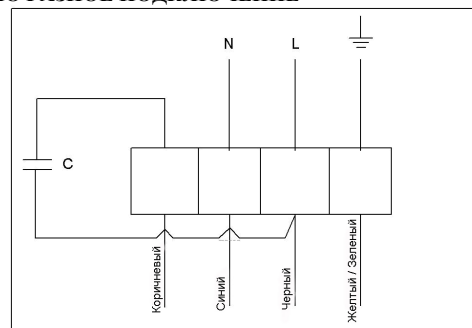 N
L
C
Коричневый
Синий
Черный
Желтый / Зеленый